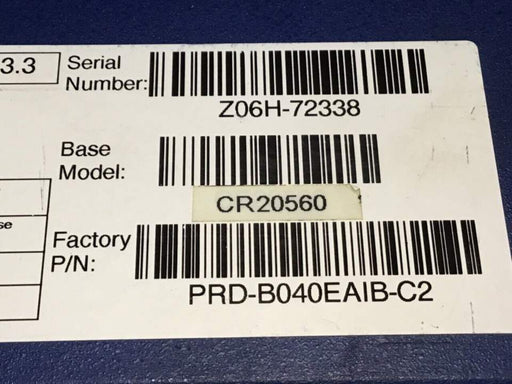 3.3
Serial
Number:
Z06H-72338
Base
Model:
CR20560
se
Factory
P/N:
PRD-B040EAIB-C2